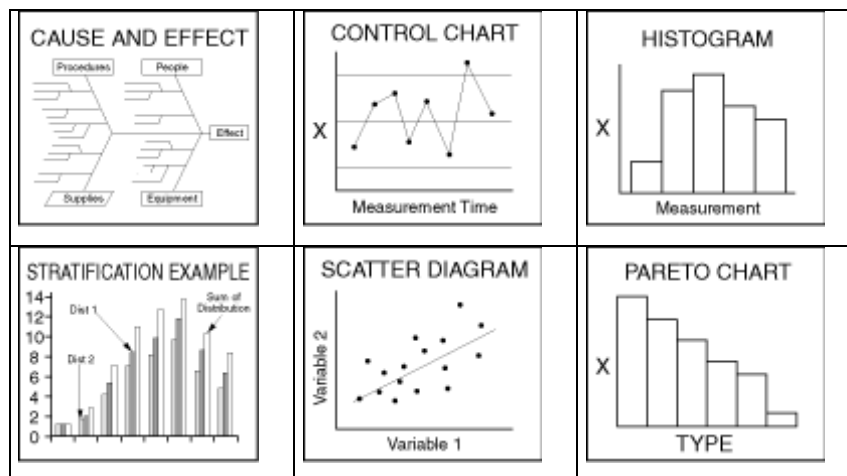 CAUSE AND EFFECT
Procedures People
Effect
Supplies Equipment
CONTROL CHART
X
Measurement Time
HISTOGRAM
X
Measurement
STRATIFICATION EXAMPLE
14
12
10
8
6
4
2
0
Dist 1
Sum of
Distribution
Dist 2
SCATTER DIAGRAM
Variable 2
Variable 1
PARETO CHART
X
TYPE